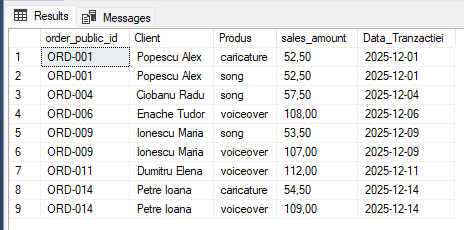 Results Messages
order_public_id Client Produs sales_amount Data_Tranzactiei
1 ORD-001 Popescu Alex caricature 52,50 2025-12-01
2 ORD-001 Popescu Alex song 52,50 2025-12-01
3 ORD-004 Ciobanu Radu song 57,50 2025-12-04
4 ORD-006 Enache Tudor voiceover 108,00 2025-12-06
5 ORD-009 Ionescu Maria song 53,50 2025-12-09
6 ORD-009 Ionescu Maria voiceover 107,00 2025-12-09
7 ORD-011 Dumitru Elena voiceover 112,00 2025-12-11
8 ORD-014 Petre Ioana caricature 54,50 2025-12-14
9 ORD-014 Petre Ioana voiceover 109,00 2025-12-14